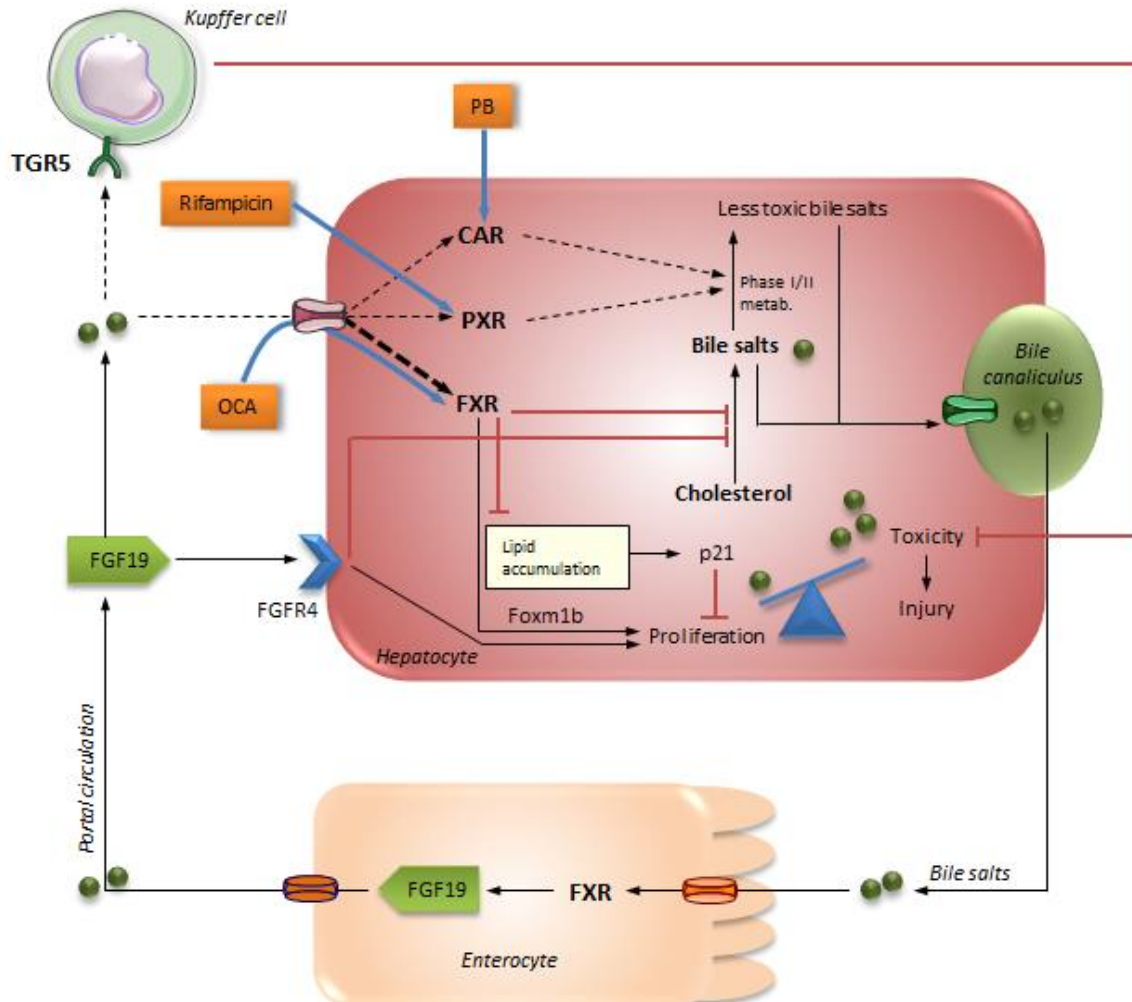 Kupffer cell
PB
TGR5
Rifampicin
Less toxic bile salts
CAR
Phase I/II
metab.
PXR
Bile salts
Bile
canaliculus
OCA
FXR
Cholesterol
Lipid
accumulation
p21
Toxicity
FGF19
FGFR4
Foxm1b
Injury
Proliferation
Hepatocyte
Portal circulation
Bile salts
FGF19
FXR
Enterocyte